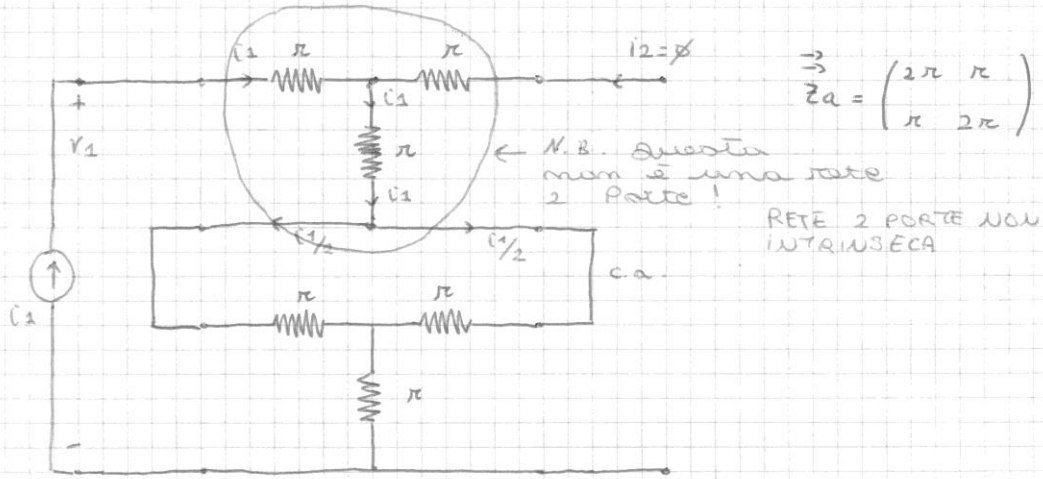 i1 r r i2=∅
+ i1
v1 r
i1
Za = ( 2r r
r 2r )
← N.B. Questa
non è una rete
2 Porte !
RETE 2 PORTE NON
INTRINSECA
i1/2 i1/2
c.a.
r r
i1
r
-